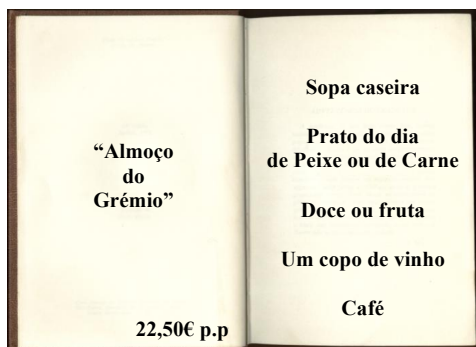 “Almoço
do
Grémio”
22,50€ p.p
Sopa caseira
Prato do dia
de Peixe ou de Carne
Doce ou fruta
Um copo de vinho
Café